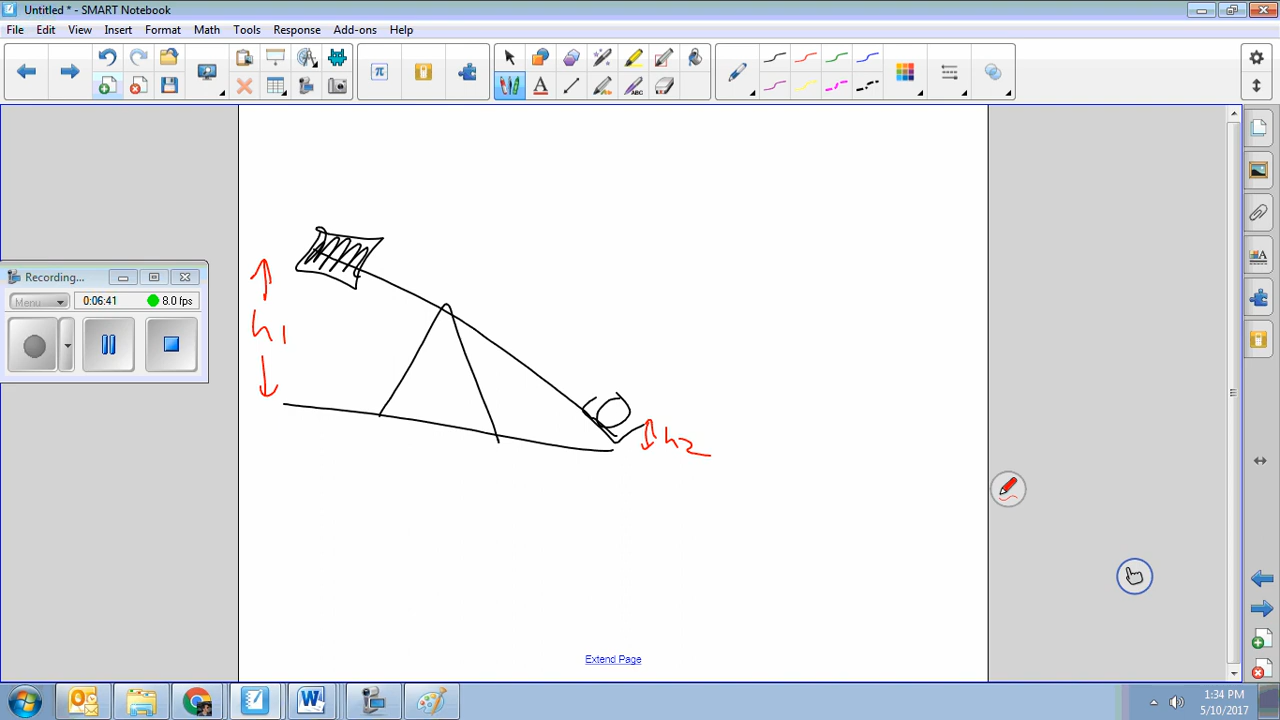 Untitled * - SMART Notebook
File Edit View Insert Format Math Tools Response Add-ons Help
π
A
ABC
A
Recording...
Menu 0:06:41 8.0 fps
h1
h2
Extend Page
W
1:34 PM
5/10/2017